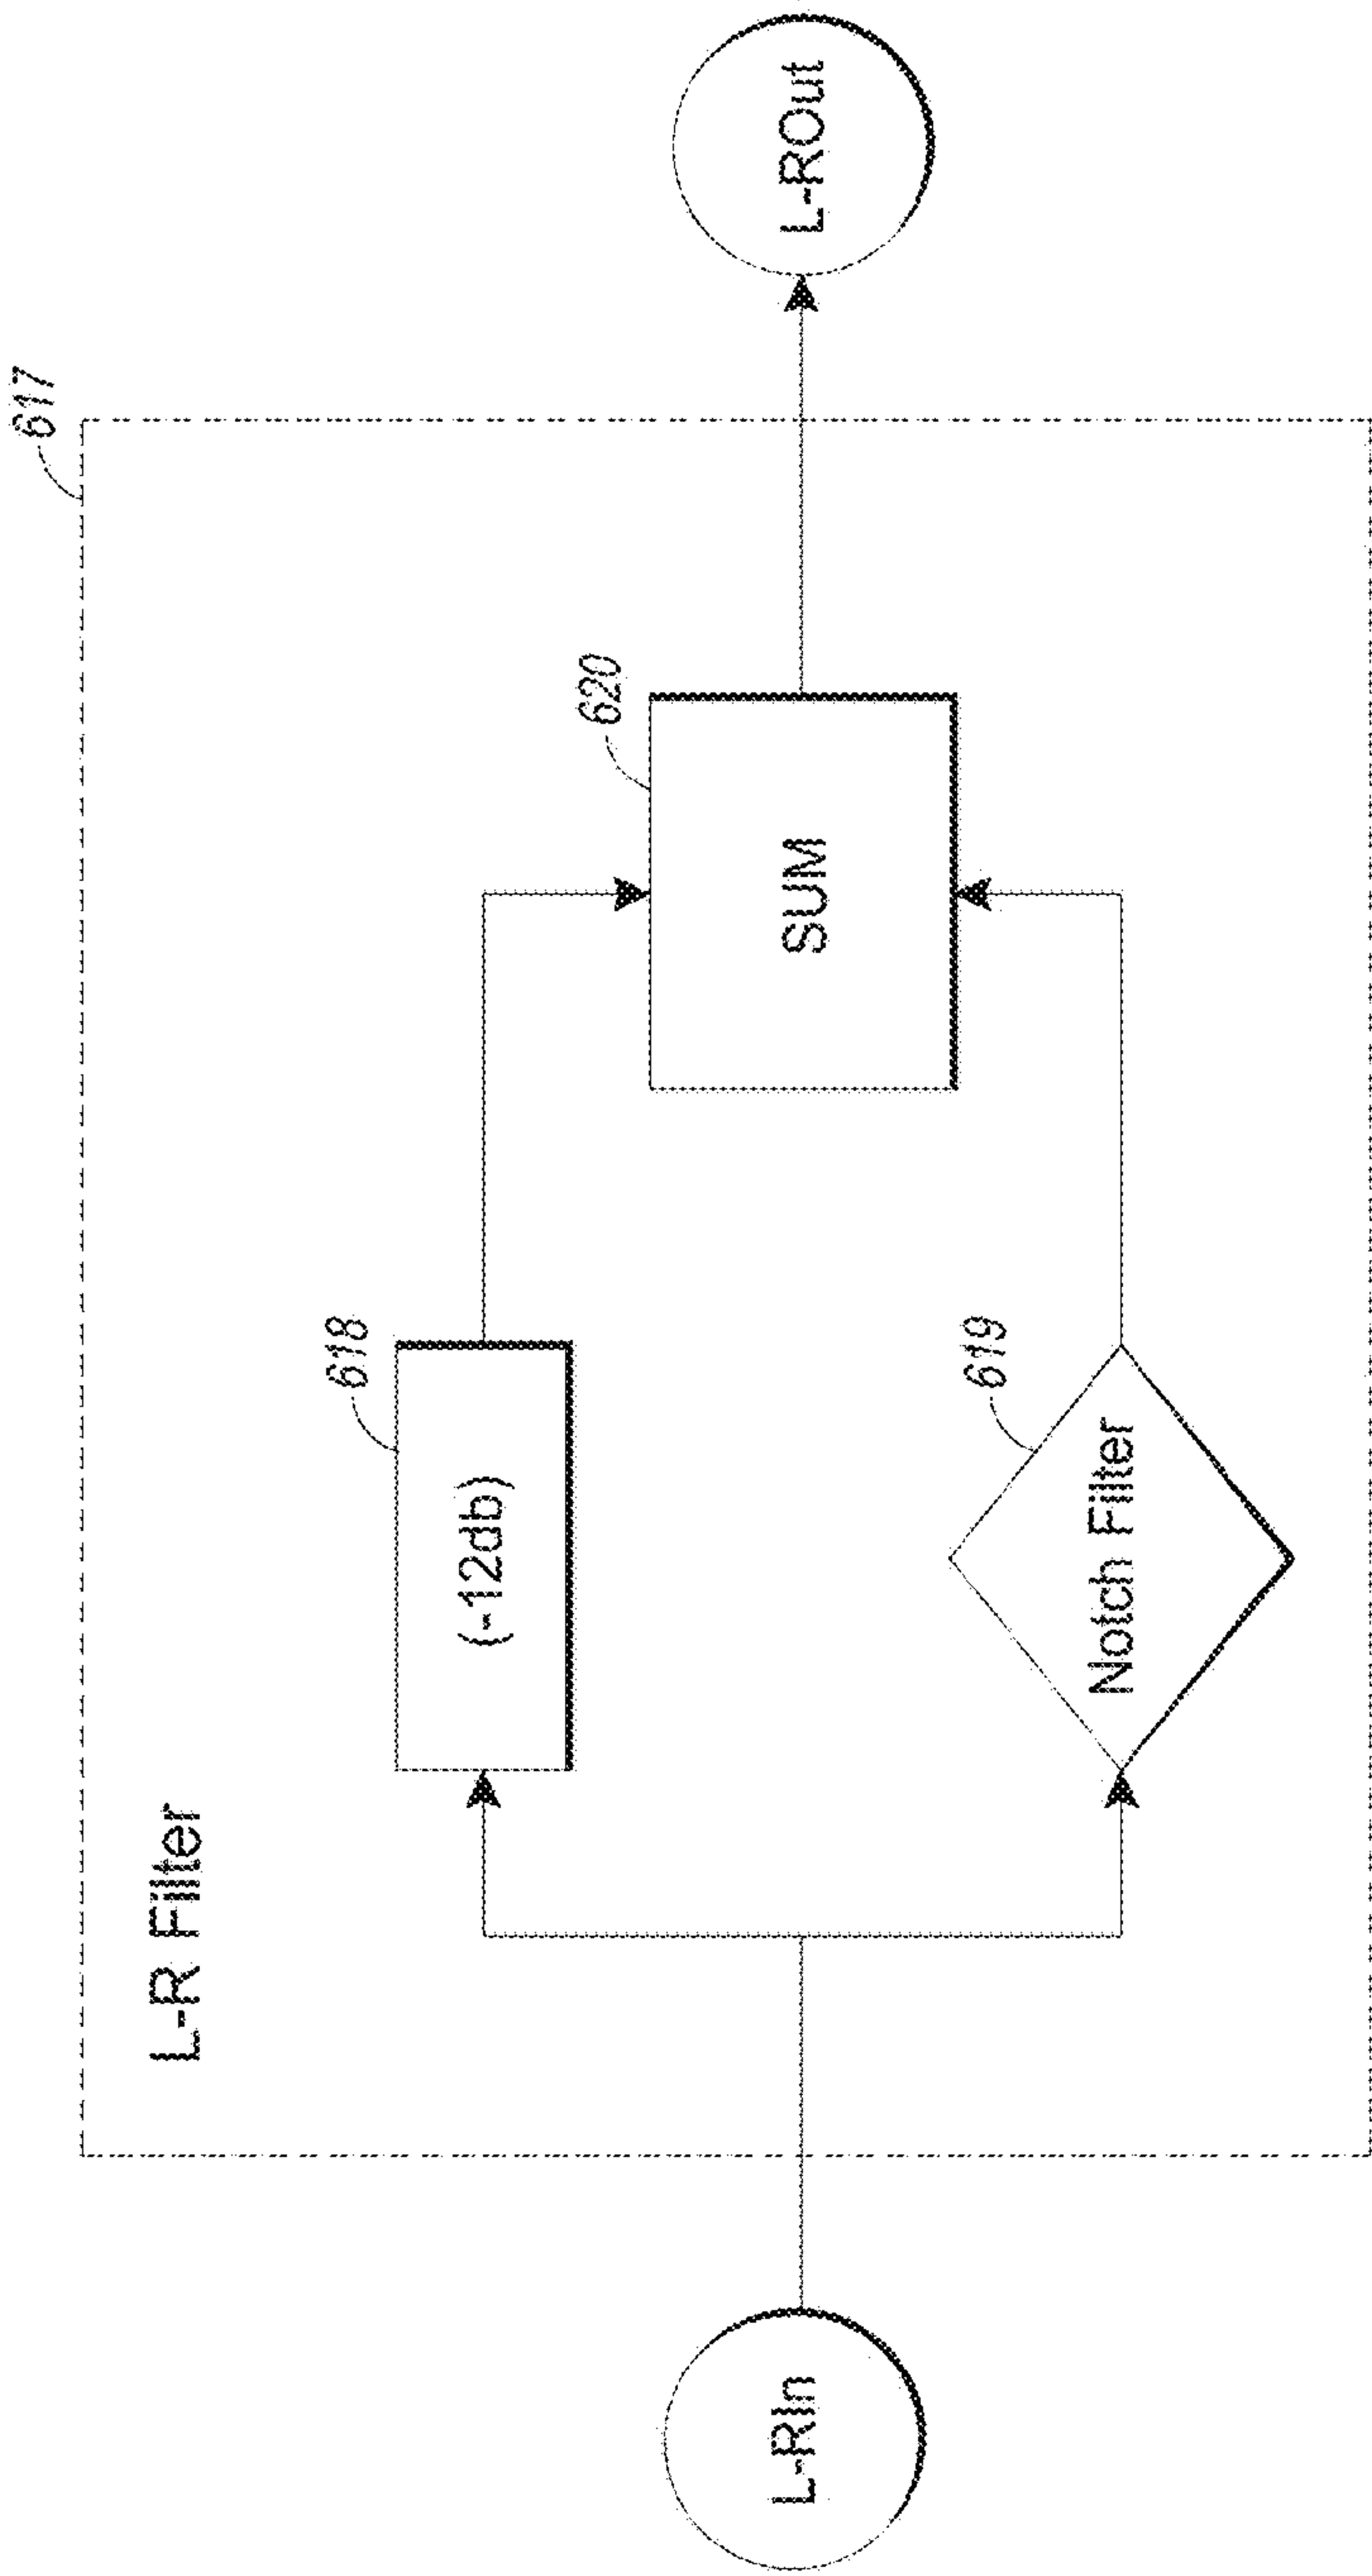 617
L-R Filter
618
(-12db)
620
SUM
L-RIn
L-ROut
619
Notch Filter